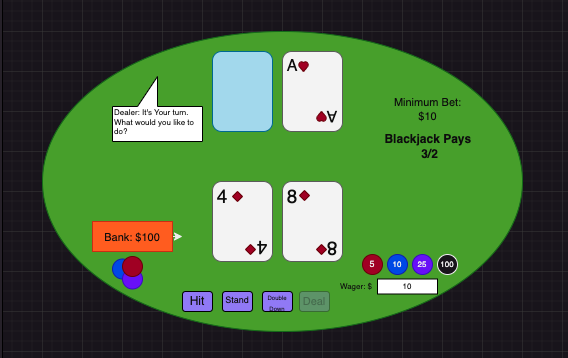 A
A
Dealer: It's Your turn.
What would you like to
do?
Minimum Bet:
$10
Blackjack Pays
3/2
4
4
8
8
Bank: $100
5
10
25
100
Wager: $
10
Hit
Stand
Double
Down
Deal